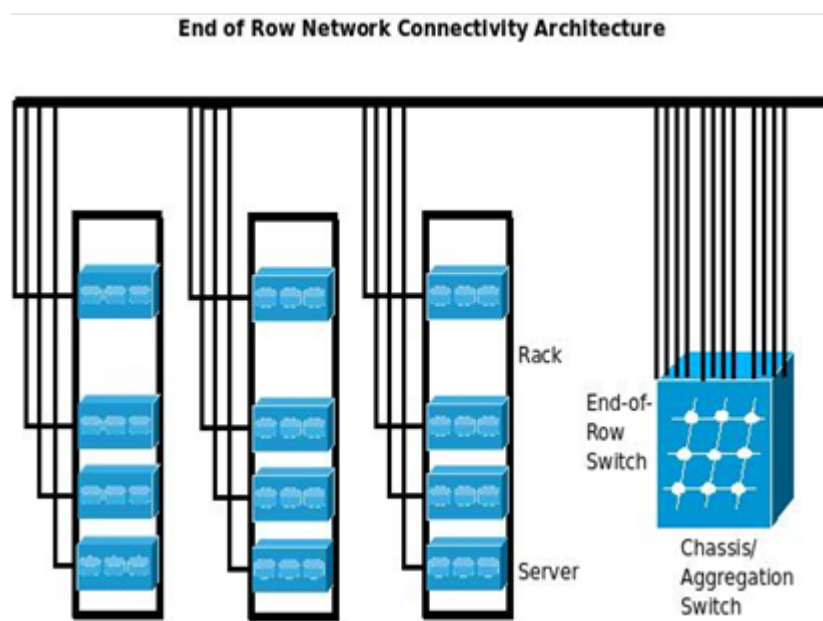 End of Row Network Connectivity Architecture
Rack
End-of-
Row
Switch
Server
Chassis/
Aggregation
Switch